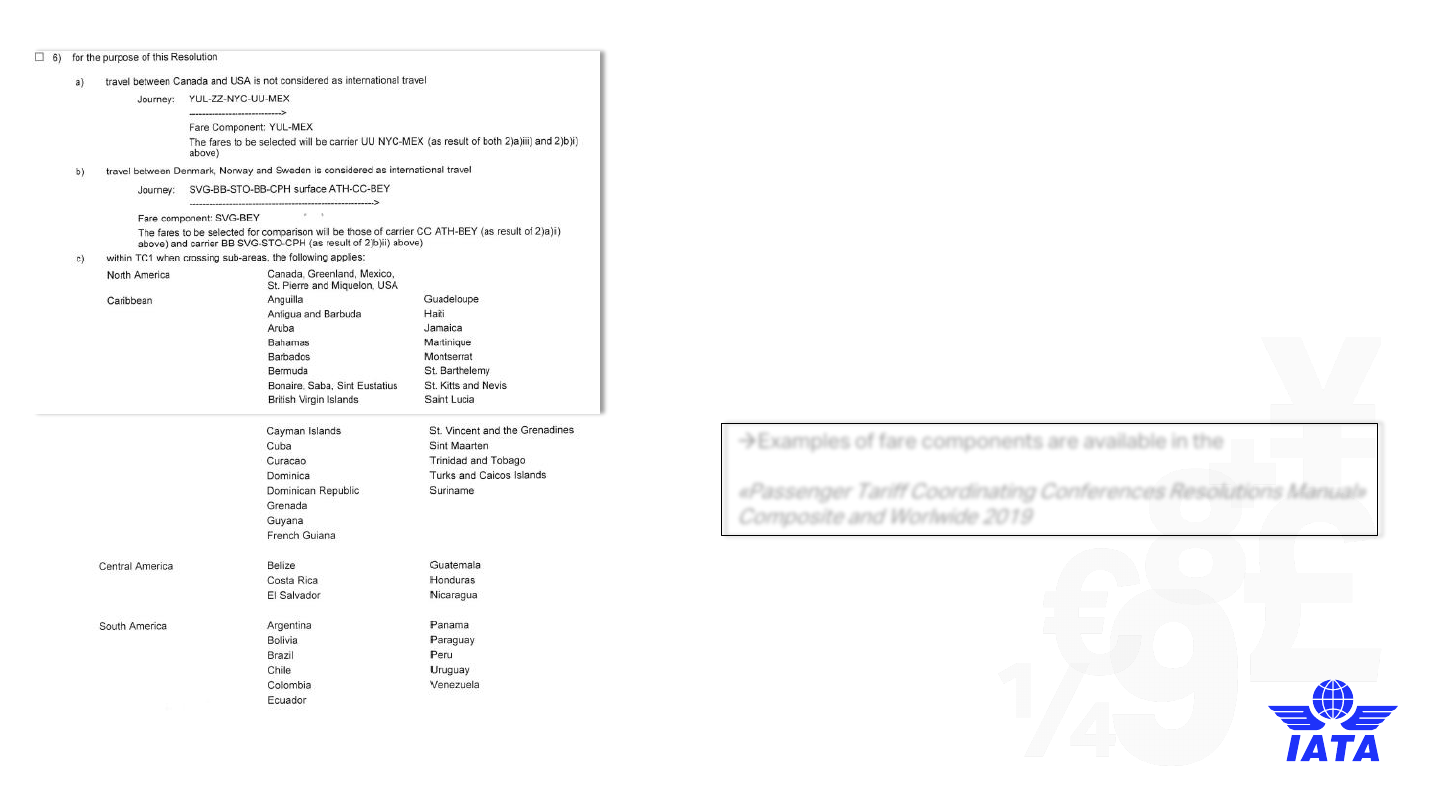 ☐ 6) for the purpose of this Resolution
a) travel between Canada and USA is not considered as international travel
Journey: YUL-ZZ-NYC-UU-MEX
---------------------------->
Fare Component: YUL-MEX
The fares to be selected will be carrier UU NYC-MEX (as result of both 2)a)iii) and 2)b)i)
above)
b) travel between Denmark, Norway and Sweden is considered as international travel
Journey: SVG-BB-STO-BB-CPH surface ATH-CC-BEY
-------------------------------------------------------->
Fare component: SVG-BEY
The fares to be selected for comparison will be those of carrier CC ATH-BEY (as result of 2)a)i)
above) and carrier BB SVG-STO-CPH (as result of 2)b)ii) above)
c) within TC1 when crossing sub-areas, the following applies:
North America Canada, Greenland, Mexico,
St. Pierre and Miquelon, USA
Caribbean Anguilla Guadeloupe
Antigua and Barbuda Haiti
Aruba Jamaica
Bahamas Martinique
Barbados Montserrat
Bermuda St. Barthelemy
Bonaire, Saba, Sint Eustatius St. Kitts and Nevis
British Virgin Islands Saint Lucia
Cayman Islands St. Vincent and the Grenadines
Cuba Sint Maarten
Curacao Trinidad and Tobago
Dominica Turks and Caicos Islands
Dominican Republic Suriname
Grenada
Guyana
French Guiana
Central America Belize Guatemala
Costa Rica Honduras
El Salvador Nicaragua
South America Argentina Panama
Bolivia Paraguay
Brazil Peru
Chile Uruguay
Colombia Venezuela
Ecuador
→Examples of fare components are available in the
«Passenger Tariff Coordinating Conferences Resolutions Manual»
Composite and Worlwide 2019
¥
8
£
€
9
1/4
IATA